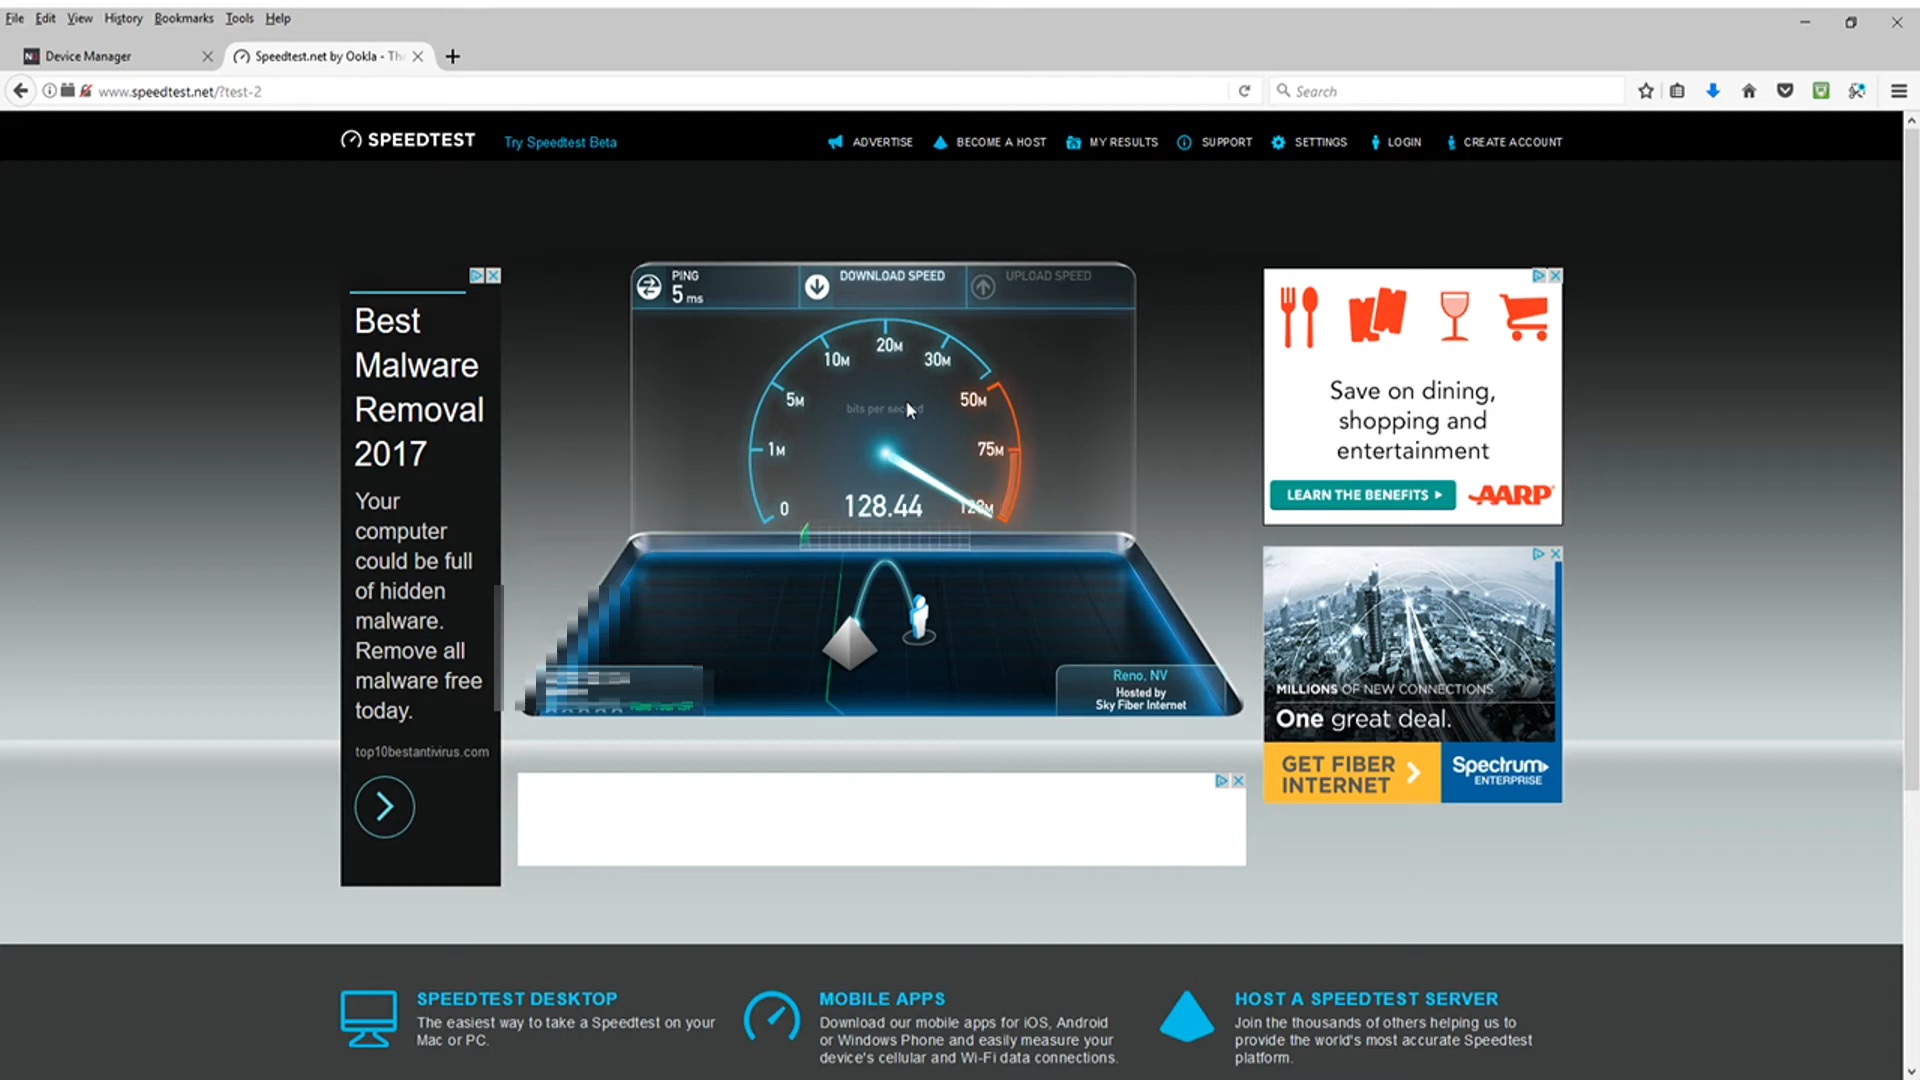 File Edit View History Bookmarks Tools Help
Device Manager
Speedtest.net by Ookla - Th
www.speedtest.net/?test-2
Search
SPEEDTEST
Try Speedtest Beta
ADVERTISE
BECOME A HOST
MY RESULTS
SUPPORT
SETTINGS
LOGIN
CREATE ACCOUNT
Best
Malware
Removal
2017
Your
computer
could be full
of hidden
malware.
Remove all
malware free
today.
top10bestantivirus.com
PING
5 ms
DOWNLOAD SPEED
UPLOAD SPEED
20M
10M
30M
5M
50M
bits per second
1M
75M
0
128.44
Reno, NV
Hosted by
Sky Fiber Internet
Save on dining,
shopping and
entertainment
LEARN THE BENEFITS
AARP
MILLIONS OF NEW CONNECTIONS.
One great deal.
GET FIBER
INTERNET
Spectrum
ENTERPRISE
SPEEDTEST DESKTOP
The easiest way to take a Speedtest on your
Mac or PC.
MOBILE APPS
Download our mobile apps for iOS, Android
or Windows Phone and easily measure your
device's cellular and Wi-Fi data connections.
HOST A SPEEDTEST SERVER
Join the thousands of others helping us to
provide the world's most accurate Speedtest
platform.